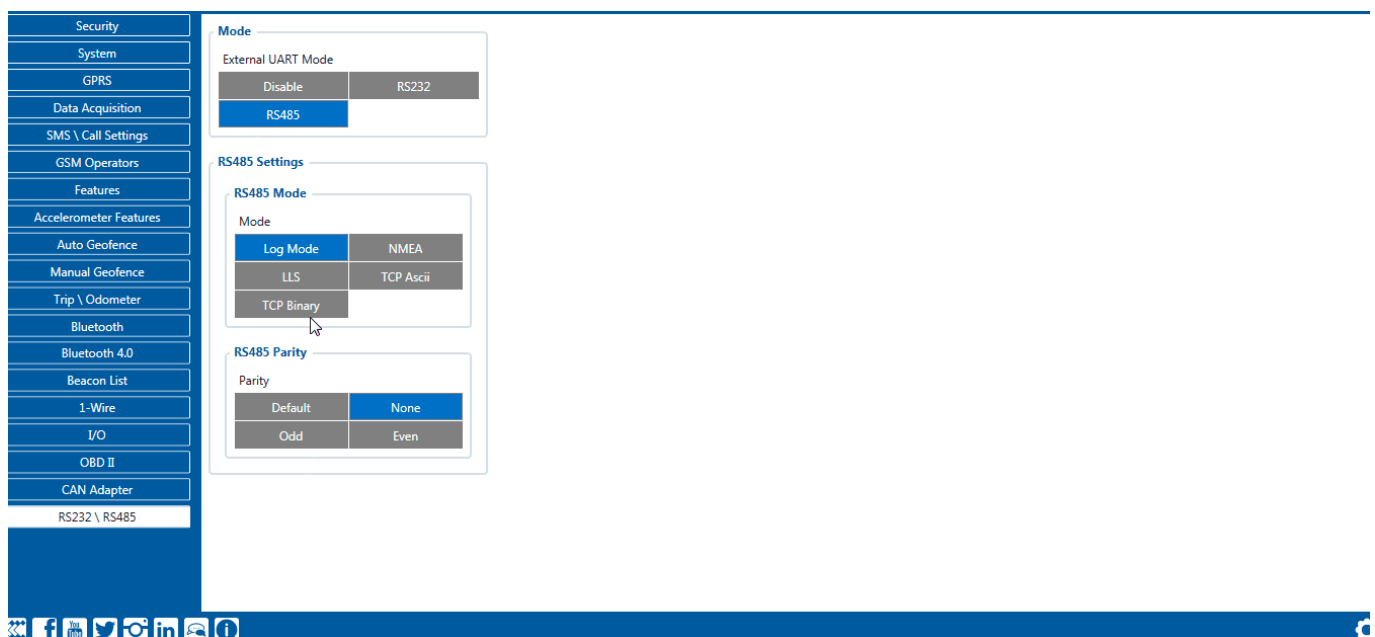 Security
System
GPRS
Data Acquisition
SMS \ Call Settings
GSM Operators
Features
Accelerometer Features
Auto Geofence
Manual Geofence
Trip \ Odometer
Bluetooth
Bluetooth 4.0
Beacon List
1-Wire
I/O
OBD II
CAN Adapter
RS232 \ RS485
Mode
External UART Mode
Disable RS232
RS485
RS485 Settings
RS485 Mode
Mode
Log Mode NMEA
LLS TCP Ascii
TCP Binary
RS485 Parity
Parity
Default None
Odd Even
You Tube